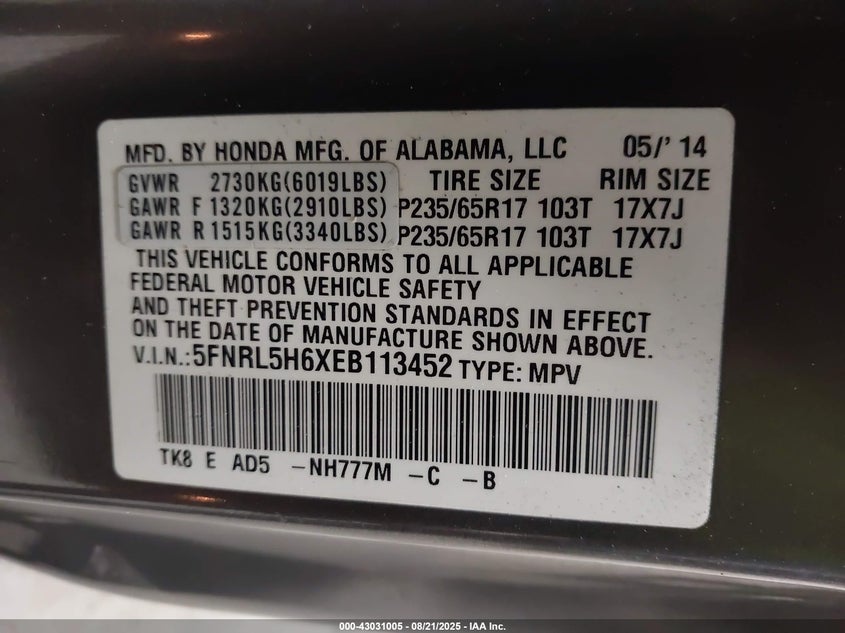 MFD. BY HONDA MFG. OF ALABAMA, LLC 05/'14
GVWR 2730KG(6019LBS) TIRE SIZE RIM SIZE
GAWR F 1320KG(2910LBS) P235/65R17 103T 17X7J
GAWR R 1515KG(3340LBS) P235/65R17 103T 17X7J
THIS VEHICLE CONFORMS TO ALL APPLICABLE
FEDERAL MOTOR VEHICLE SAFETY
AND THEFT PREVENTION STANDARDS IN EFFECT
ON THE DATE OF MANUFACTURE SHOWN ABOVE.
V.I.N.:5FNRL5H6XEB113452 TYPE: MPV
TK8 E AD5 -NH777M -C -B
000-43031005 - 08/21/2025 - IAA Inc.